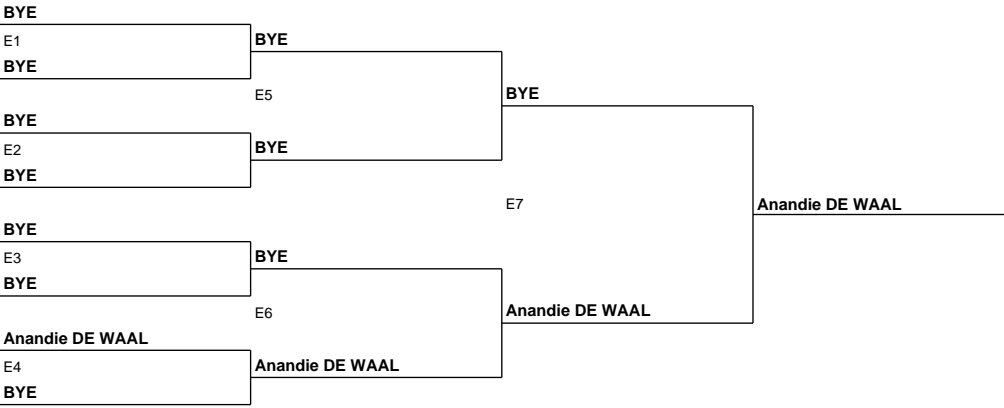 BYE
E1
BYE
BYE
E5
BYE
BYE
E2
BYE
BYE
E7
Anandie DE WAAL
BYE
E3
BYE
BYE
E6
Anandie DE WAAL
Anandie DE WAAL
E4
Anandie DE WAAL
BYE